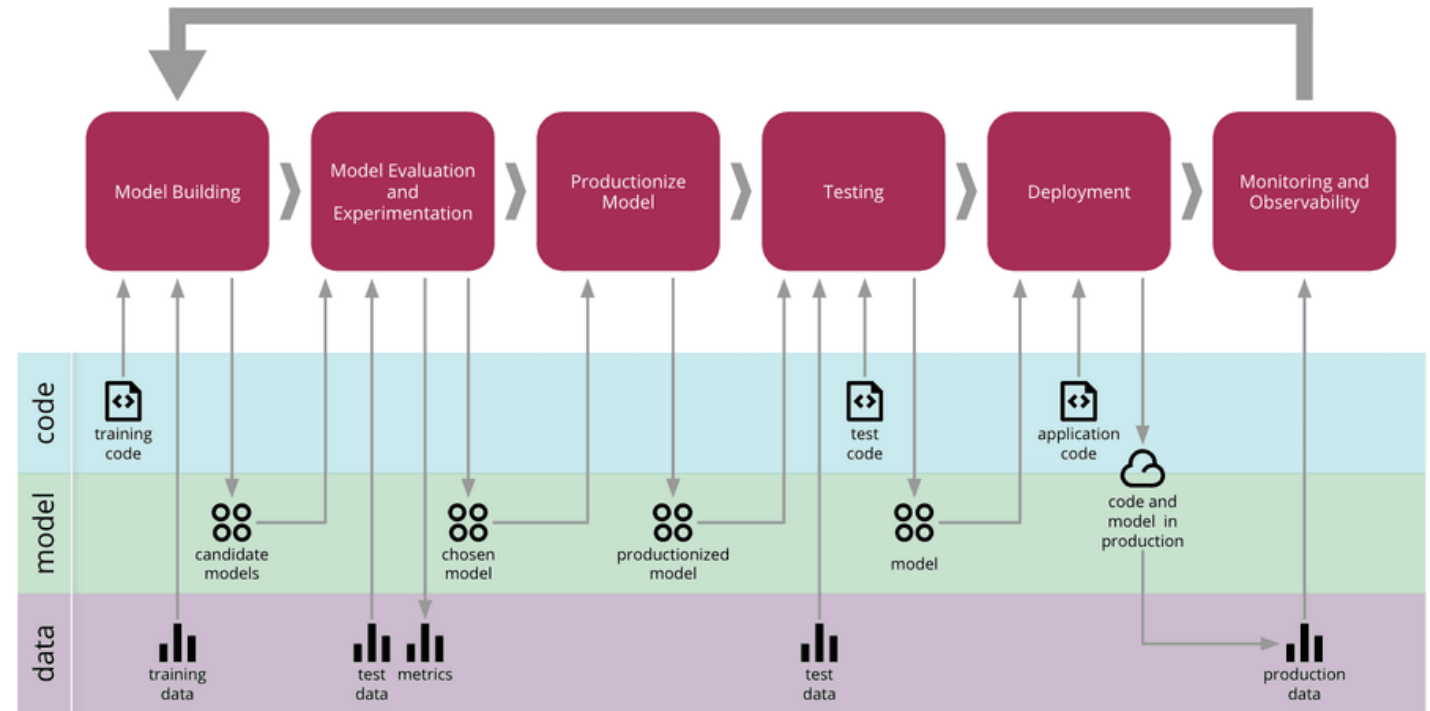 Model Building
Model Evaluation
and
Experimentation
Productionize
Model
Testing
Deployment
Monitoring and
Observability
code
training
code
test
code
application
code
model
candidate
models
chosen
model
productionized
model
model
code and
model in
production
data
training
data
test
data
metrics
test
data
production
data